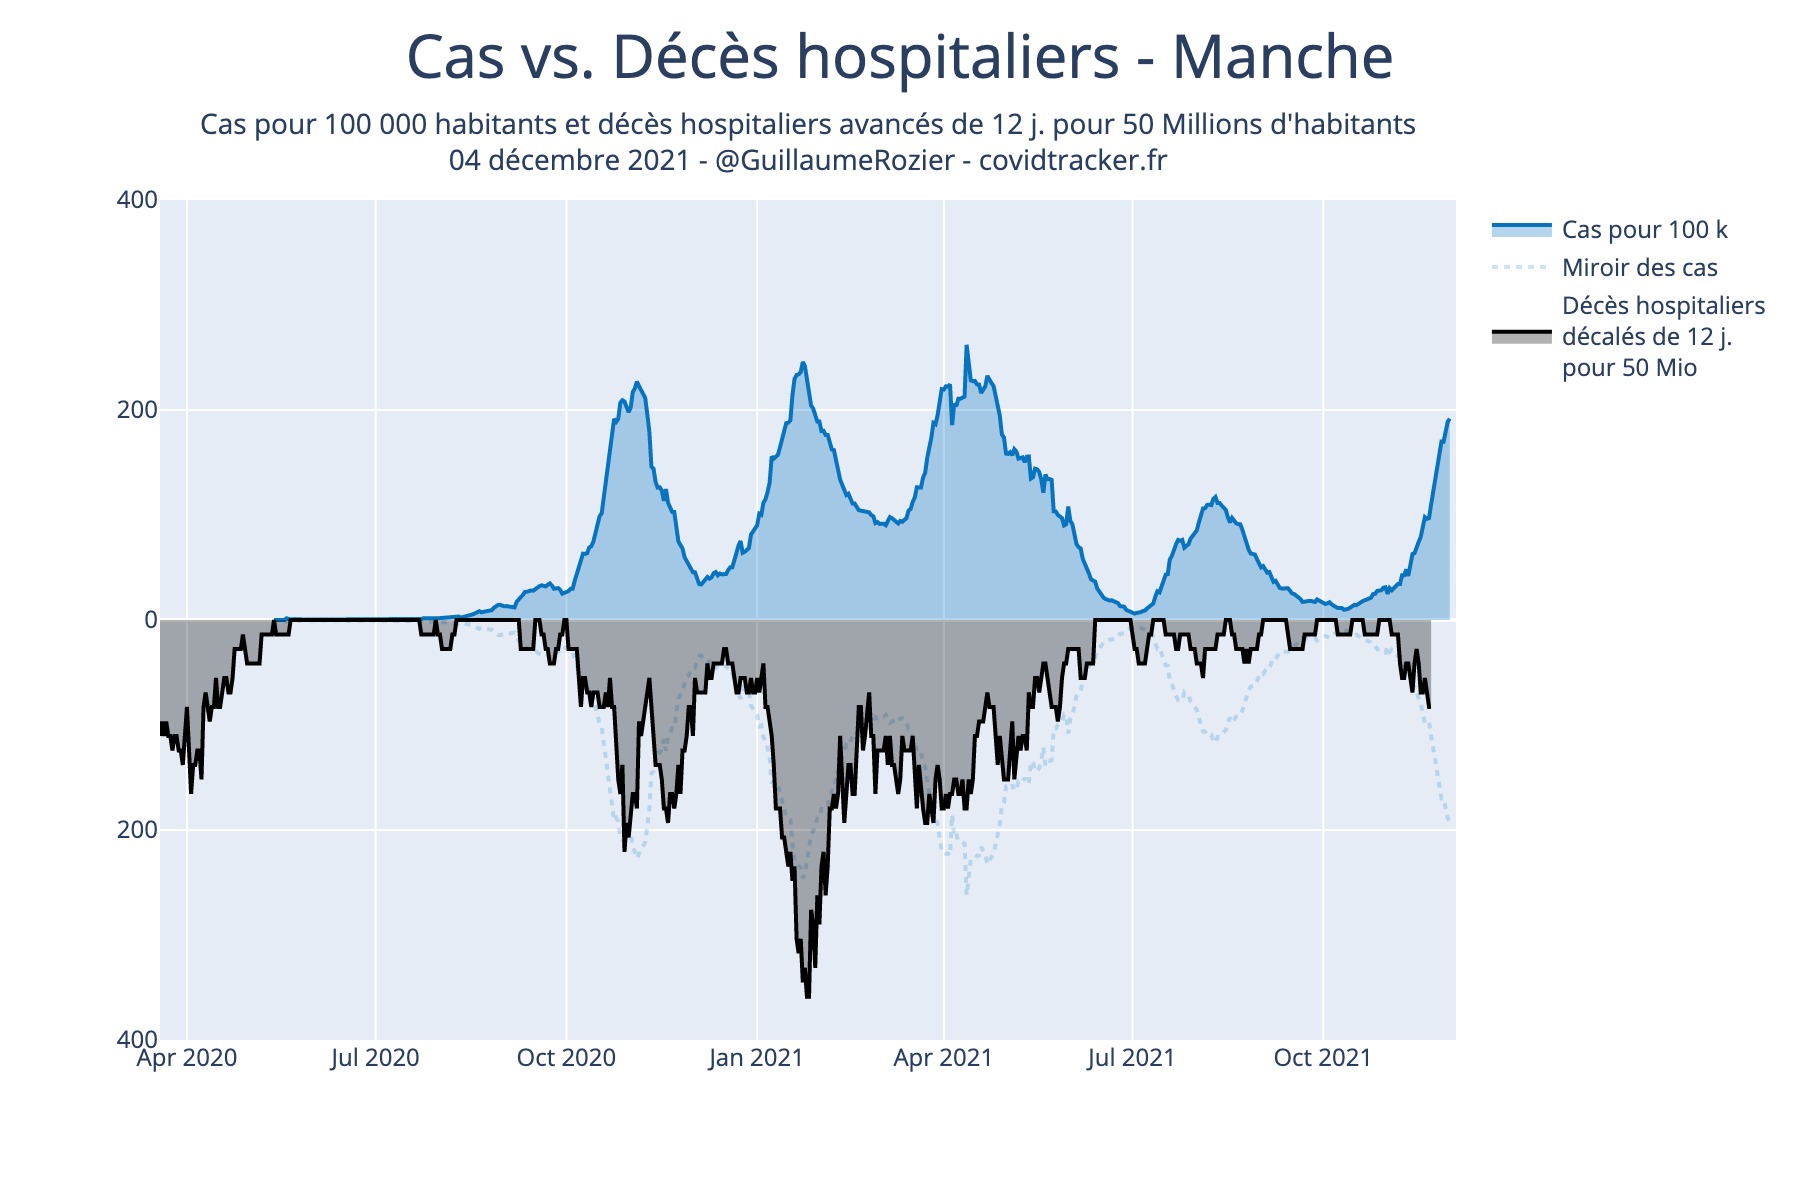 Cas vs. Décès hospitaliers - Manche
Cas pour 100 000 habitants et décès hospitaliers avancés de 12 j. pour 50 Millions d'habitants
04 décembre 2021 - @GuillaumeRozier - covidtracker.fr
400
200
0
200
400
Apr 2020
Jul 2020
Oct 2020
Jan 2021
Apr 2021
Jul 2021
Oct 2021
Cas pour 100 k
Miroir des cas
Décès hospitaliers
décalés de 12 j.
pour 50 Mio